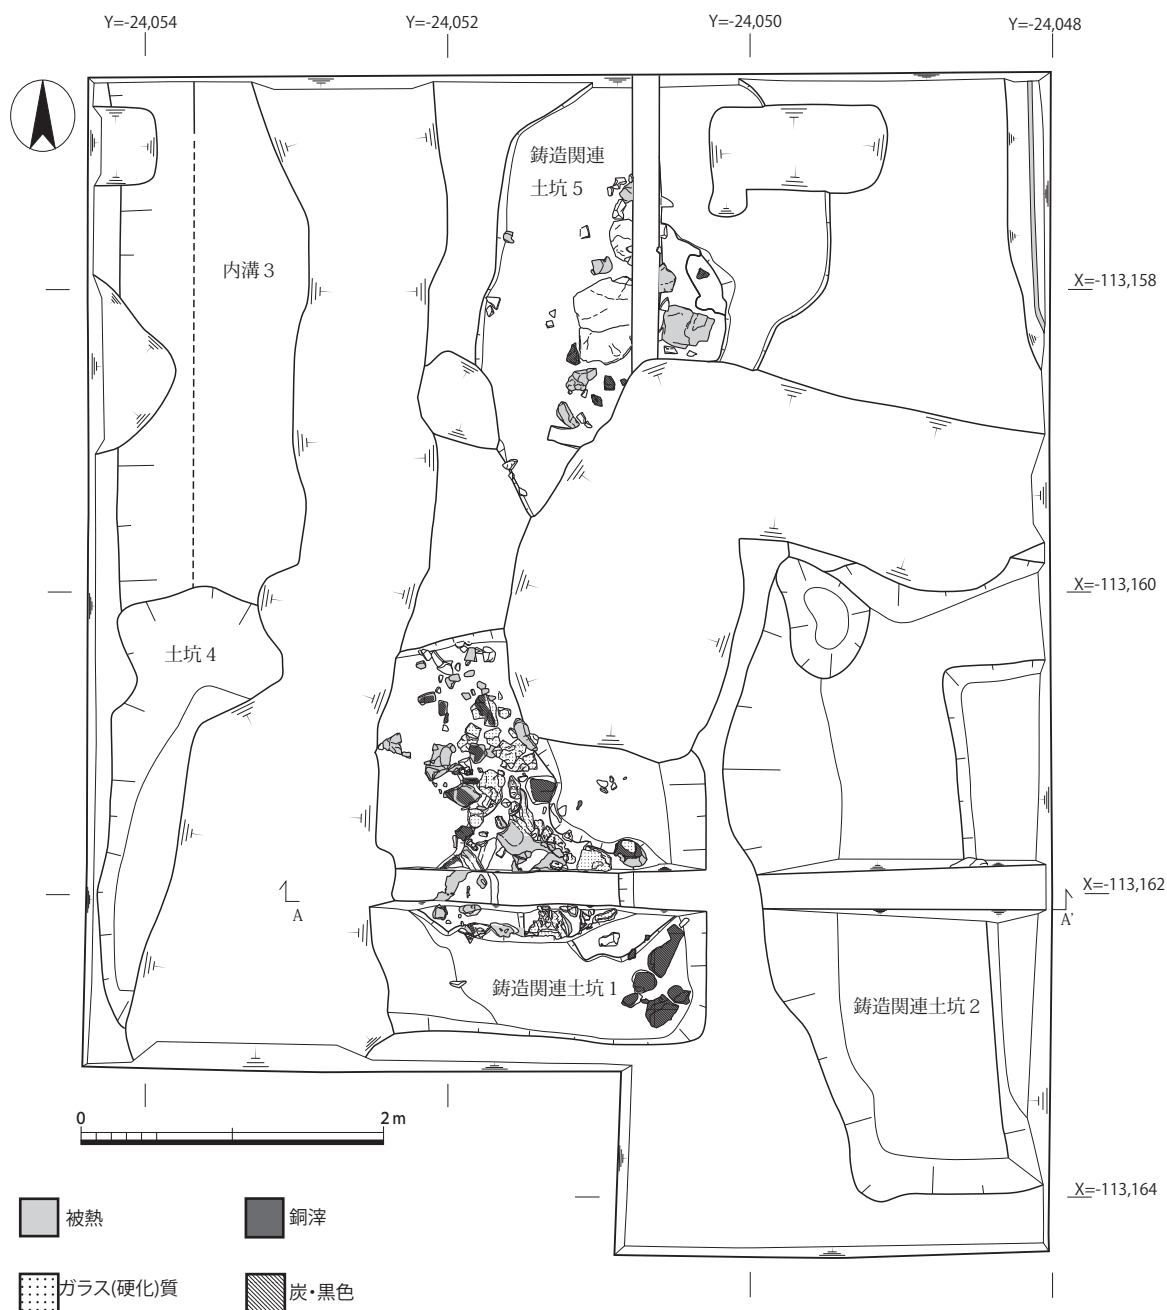 Y=-24,054
Y=-24,052
Y=-24,050
Y=-24,048
鋳造関連
土坑5
内溝3
X=-113,158
X=-113,160
土坑4
X=-113,162
A
A'
鋳造関連土坑1
鋳造関連土坑2
0
2m
X=-113,164
被熱
銅滓
ガラス(硬化)質
炭・黒色